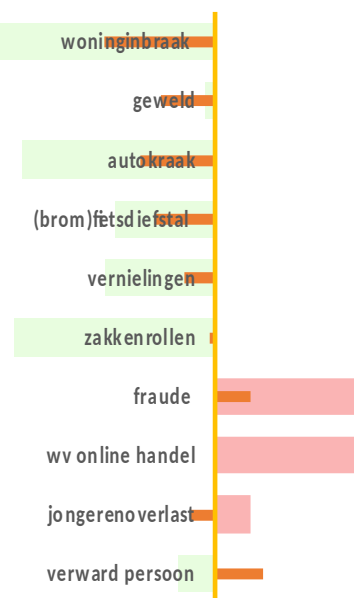 woninginbraak
geweld
autokraak
(brom)fietsdiefstal
vernielingen
zakkenrollen
fraude
wv online handel
jongerenoverlast
verward persoon